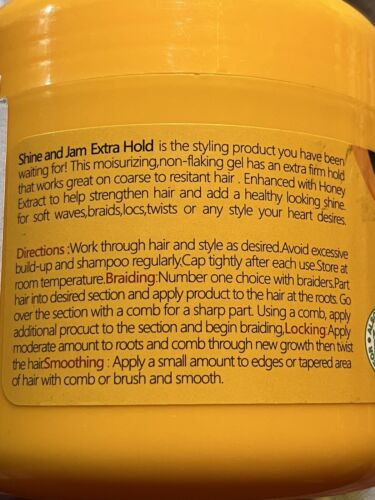 Shine and Jam Extra Hold is the styling product you have been
waiting for! This moisurizing,non-flaking gel has an extra firm hold
that works great on coarse to resitant hair . Enhanced with Honey
Extract to help strengthen hair and add a healthy looking shine.
for soft waves,braids,locs,twists or any style your heart desires.
Directions :Work through hair and style as desired.Avoid excessive
build-up and shampoo regularly.Cap tightly after each use.Store at
room temperature.Braiding:Number one choice with braiders.Part
hair into desired section and apply product to the hair at the roots. Go
over the section with a comb for a sharp part. Using a comb, apply
additional procuct to the section and begin braiding,Locking.Apply
moderate amount to roots and comb through new growth then twist
the hairSmoothing : Apply a small amount to edges or tapered area
of hair with comb or brush and smooth.